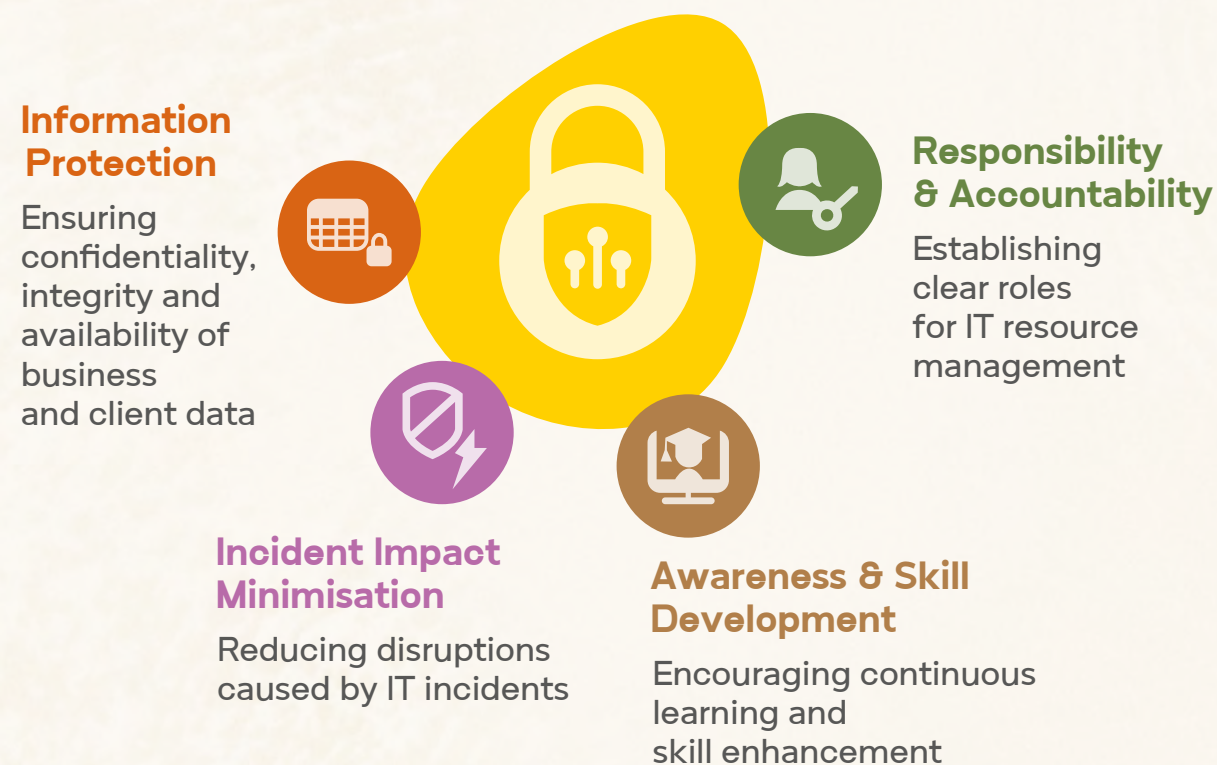 Information
Protection
Ensuring
confidentiality,
integrity and
availability of
business
and client data
Responsibility
& Accountability
Establishing
clear roles
for IT resource
management
Incident Impact
Minimisation
Reducing disruptions
caused by IT incidents
Awareness & Skill
Development
Encouraging continuous
learning and
skill enhancement